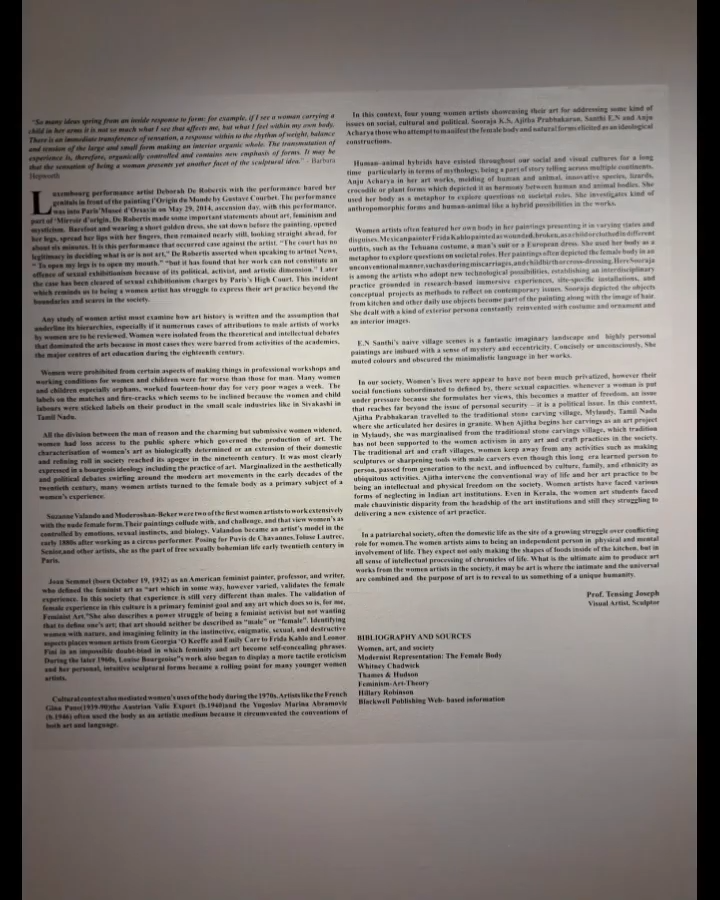 "So many ideas spring from an inside response to form: for example, if I see a woman carrying a
child in her arms it is not so much what I see that affects me, but what I feel within my own body.
There is an immediate transference of sensation, a response within to the rhythm of weight, balance
and tension of the large and small form making an interior organic whole. The transmutation of
experience is, therefore, organically controlled and contains new emphasis of forms. It may be
that the sensation of being a woman presents yet another facet of the sculptural idea." - Barbara
Hepworth
Luxembourg performance artist Deborah De Robertis with the performance bared her
genitals in front of the painting l'Origin du Monde by Gustave Courbet. The performance
was into Paris' Museé d'Orsay in on May 29, 2014, ascension day, with this performance,
part of 'Mirroir d'origin. De Robertis made some important statements about art, feminism and
mysticism. Barefoot and wearing a short golden dress, she sat down before the painting, opened
her legs, spread her lips with her fingers, then remained nearly still, looking straight ahead, for
about six minutes. It is this performance that occurred case against the artist. "The court has no
legitimacy in deciding what is or is not art," De Robertis asserted when speaking to artnet News,
" To open my legs is to open my mouth." "but it has found that her work can not constitute an
offence of sexual exhibitionism because of its political, activist, and artistic dimension." Later
the case has been cleared of sexual exhibitionism charges by Paris's High Court. This incident
which reminds us to being a women artist has struggle to express their art practice beyond the
boundaries and scares in the society.
Any study of women artist must examine how art history is written and the assumption that
underline its hierarchies, especially if it numerous cases of attributions to male artists of works
by women are to be reviewed. Women were isolated from the theoretical and intellectual debates
that dominated the arts because in most cases they were barred from activities of the academies,
the major centres of art education during the eighteenth century.
Women were prohibited from certain aspects of making things in professional workshops and
working conditions for women and children were far worse than those for man. Many women
and children especially orphans, worked fourteen-hour day for very poor wages a week. The
labels on the matches and fire-cracks which seems to be inclined because the women and child
labours were sticked labels on their product in the small scale industries like in Sivakashi in
Tamil Nadu.
All the division between the man of reason and the charming but submissive women widened,
women had less access to the public sphere which governed the production of art. The
characterisation of women's art as biologically determined or an extension of their domestic
and refining roll in society reached its apogee in the nineteenth century. It was most clearly
expressed in a bourgeois ideology including the practice of art. Marginalized in the aesthetically
and political debates swirling around the modern art movements in the early decades of the
twentieth century, many women artists turned to the female body as a primary subject of a
women's experience.
Suzanne Valando and Modershan-Beker were two of the first women artists to work extensively
with the nude female form. Their paintings collude with, and challenge, and that view women's as
controlled by emotions, sexual instincts, and biology. Valandon became an artist's model in the
early 1880s after working as a circus performer. Posing for Puvis de Chavannes, Tolose Lautrec,
and other artists, she as the part of free sexually bohemian life early twentieth century in
Paris.
Joan Semmel (born October 19, 1932) as an American feminist painter, professor, and writer,
who defined the feminist art as "art which in some way, however varied, validates the female
experience. In this society that experience is still very different than males. The validation of
female experience in this culture is a primary feminist goal and any art which does so is, for me,
Feminist Art." She also describes a power struggle of being a feminist activist but not wanting
that to define one's art; that art should neither be described as "male" or "female". Identifying
women with nature, and imagining felinity in the instinctive, enigmatic, sexual, and destructive
aspects places women artists from Georgia 'O Keeffe and Emily Carr to Frida Kahlo and Leonor
Fini in an impossible doubt-bind in which feminity and art become self-concealing phrases.
During the later 1960s, Louise Bourgeoise"s work also began to display a more tactile eroticism
and her personal, intuitive sculptural forms became a rolling point for many younger women
artists.
Cultural context also mediated women's uses of the body during the 1970s. Artists like the French
Gina Pane(1939-90)the Austrian Valie Export (b.1940)and the Yugoslav Marina Abramovic
(b.1946) often used the body as an artistic medium because it circumvented the conventions of
both art and language.
In this context, four young women artists showcasing their art for addressing some kind of
issues on social, cultural and political. Sooraja K.S, Ajitha Prabhakaran, Santhi E.N and Anju
Acharya those who attempt to manifest the female body and natural forms elicited as an ideological
constructions.
Human-animal hybrids have existed throughout our social and visual cultures for a long
time particularly in terms of mythology, being a part of story telling across multiple continents.
Anju Acharya in her art works, molding of human and animal, innovative species, lizards,
crocodile or plant forms which depicted it as harmony between human and animal bodies. She
used her body as a metaphor to explore questions on societal roles. She investigates kind of
anthropomorphic forms and human-animal like a hybrid possibilities in the works.
Women artists often featured her own body in her paintings presenting it in varying states and
disguises. Mexican painter Frida Kahlo painted as wounded, broken, as a child or clothed in different
outfits, such as the Tehuana costume, a man's suit or a European dress. She used her body as a
metaphor to explore questions on societal roles. Her paintings often depicted the female body in an
unconventional manner, such as during miscarriages, and childbirth or cross-dressing. Hers Sooraja
is among the artists who adopt new technological possibilities, establishing an interdisciplinary
practice grounded in research-based immersive experiences, site-specific installations, and
conceptual projects as methods to reflect on contemporary issues. Sooraja depicted the objects
from kitchen and other daily use objects become part of the painting along with the image of hair.
She dealt with a kind of exterior persona constantly reinvented with costume and ornament and
an interior images.
E.N Santhi's naive village scenes is a fantastic imaginary landscape and highly personal
paintings are imbued with a sense of mystery and eccentricity. Concisely or unconsciously, She
muted colours and obscured the minimalistic language in her works.
In our society, Women's lives were appear to have not been much privatized, however their
social functions subordinated to defined by, there sexual capacities. whenever a woman is put
under pressure because she formulates her views, this becomes a matter of freedom, an issue
that reaches far beyond the issue of personal security – it is a political issue. In this context,
Ajitha Prabhakaran travelled to the traditional stone carving village, Mylaudy, Tamil Nadu
where she articulated her desires in granite. When Ajitha begins her carvings as an art project
in Mylaudy, she was marginalised from the traditional stone carvings village, which tradition
has not been supported to the women activism in any art and craft practices in the society.
The traditional art and craft villages, women keep away from any activities such as making
sculptures or sharpening tools with male carvers even though this long era learned person to
person, passed from generation to the next, and influenced by culture, family, and ethnicity as
ubiquitous activities. Ajitha intervene the conventional way of life and her art practice to be
being an intellectual and physical freedom on the society. Women artists have faced various
forms of neglecting in Indian art institutions. Even in Kerala, the women art students faced
male chauvinistic disparity from the headship of the art institutions and still they struggling to
delivering a new existence of art practice.
In a patriarchal society, often the domestic life as the site of a growing struggle over conflicting
role for women. The women artists aims to being an independent person in physical and mental
involvement of life. They expect not only making the shapes of foods inside of the kitchen, but in
all sense of intellectual processing of chronicles of life. What is the ultimate aim to produce art
works from the women artists in the society, it may be art is where the intimate and the universal
are combined and the purpose of art is to reveal to us something of a unique humanity.
Prof. Tensing Joseph
Visual Artist, Sculptor
BIBLIOGRAPHY AND SOURCES
Women, art, and society
Modernist Representation: The Female Body
Whitney Chadwick
Thames & Hudson
Feminism-Art-Theory
Hillary Robinson
Blackwell Publishing Web- based information